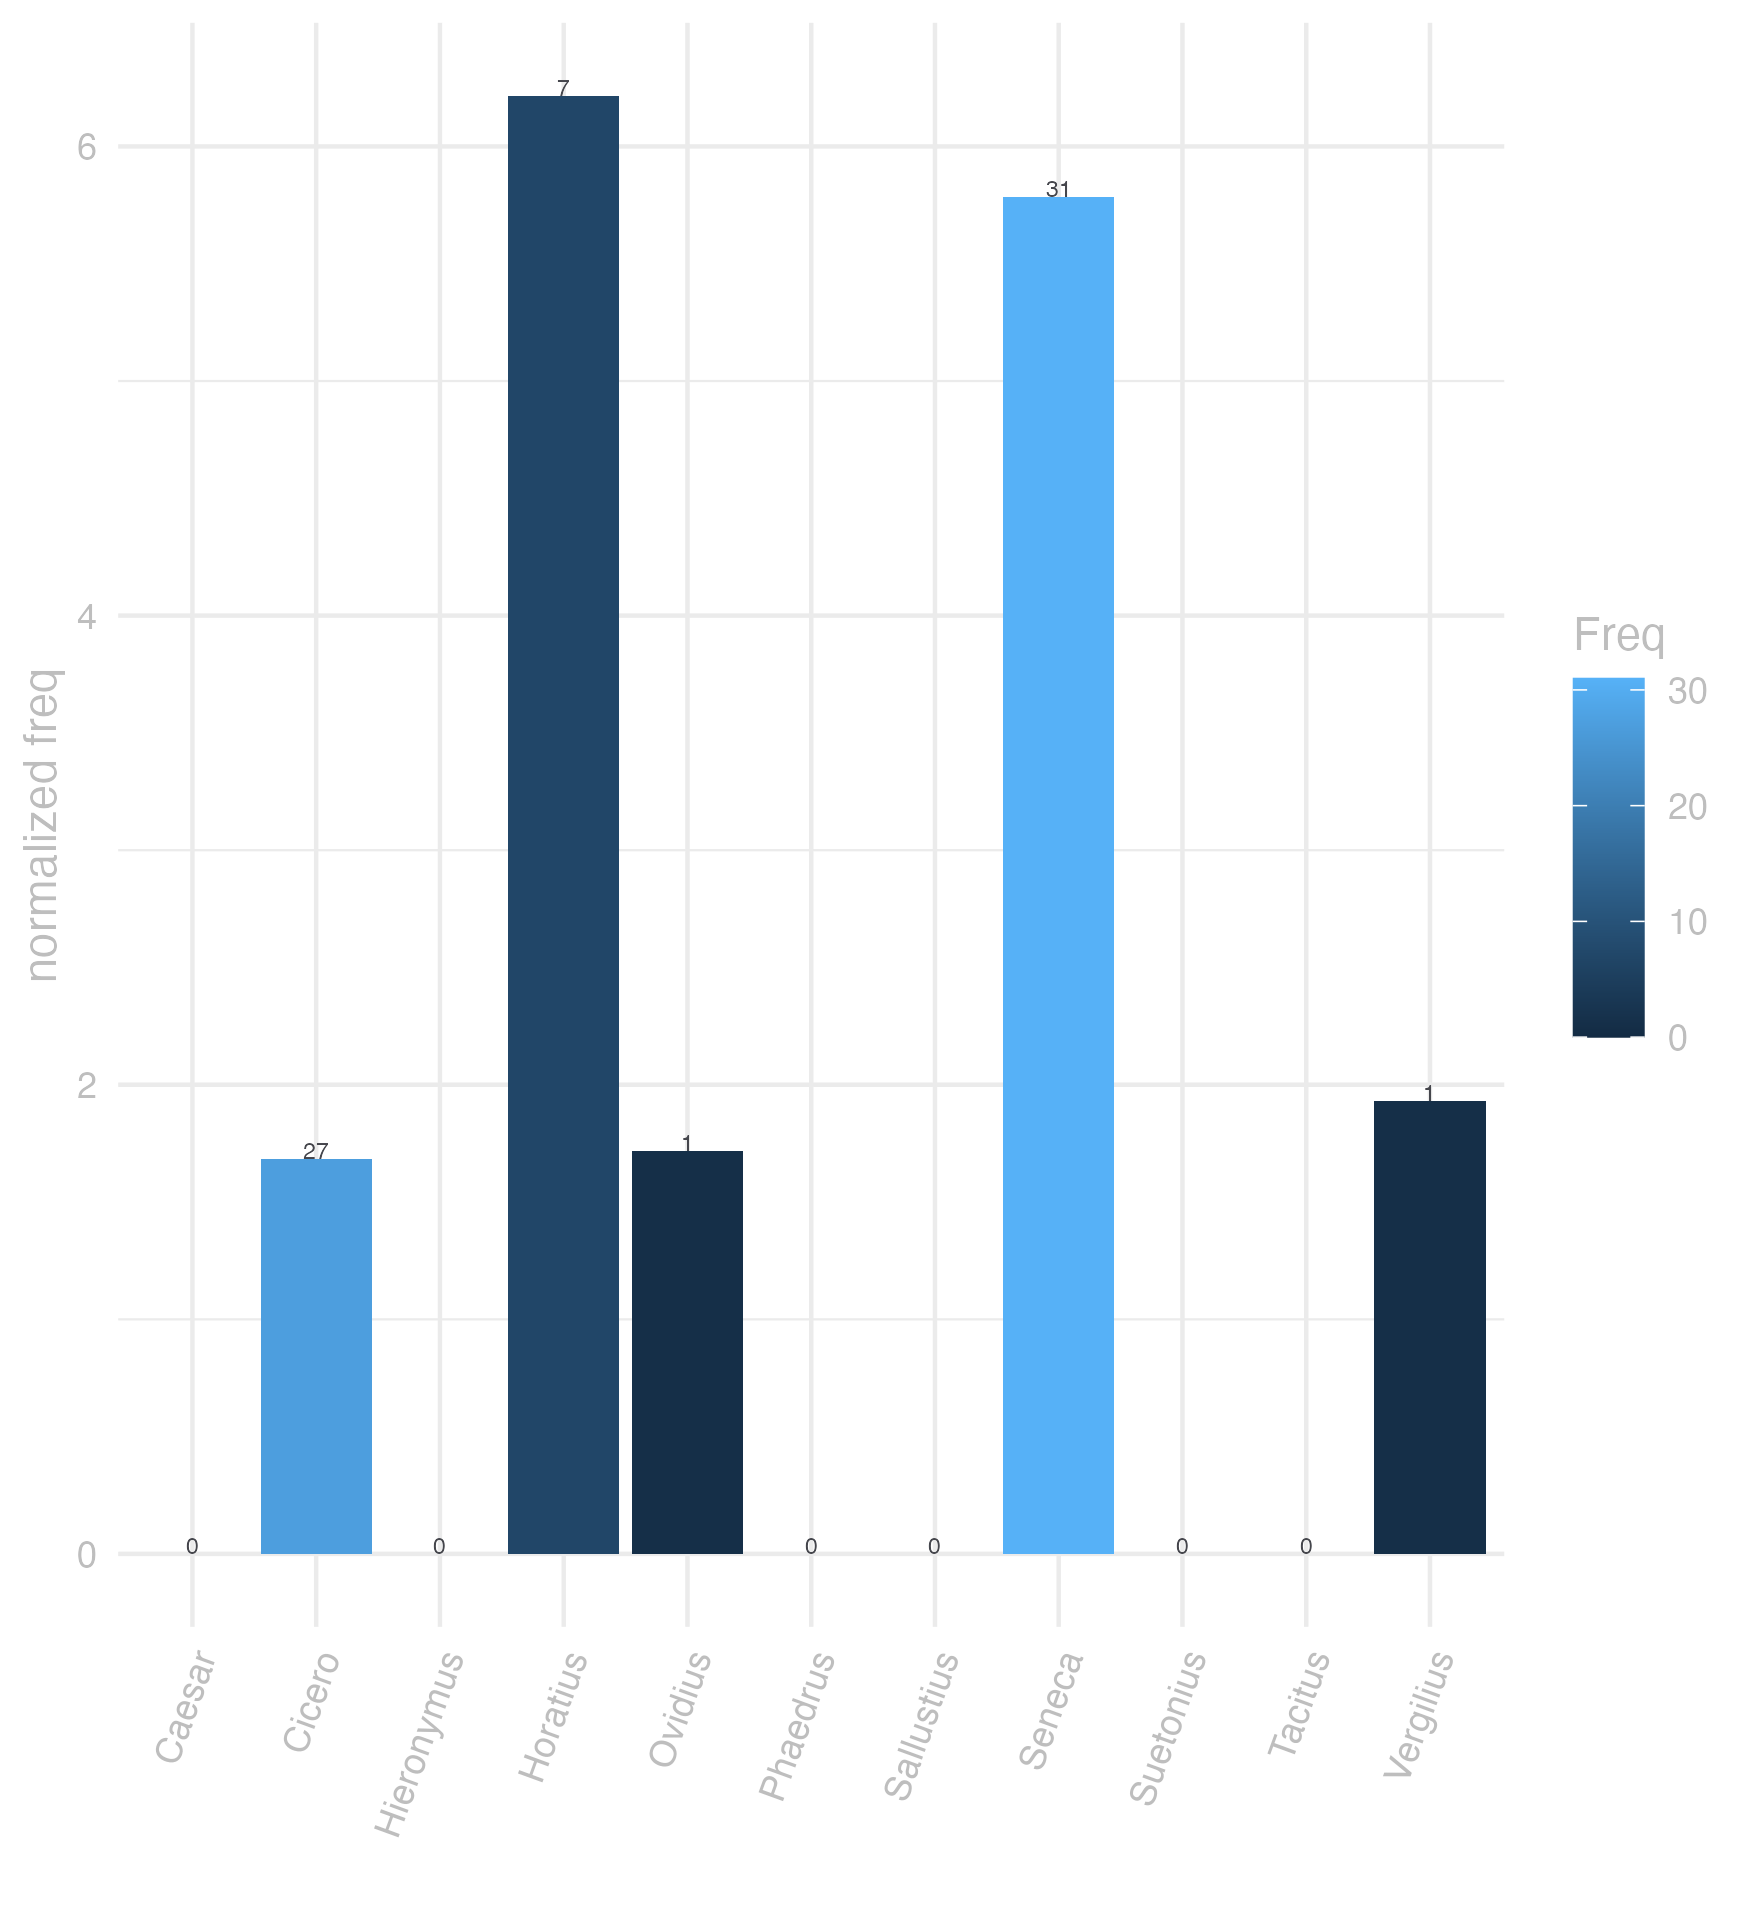 7
31
6
4
2
0
normalized freq
27
1
1
0
0
0
0
0
0
Freq
30
20
10
0
Caesar
Cicero
Hieronymus
Horatius
Ovidius
Phaedrus
Sallustius
Seneca
Suetonius
Tacitus
Vergilius